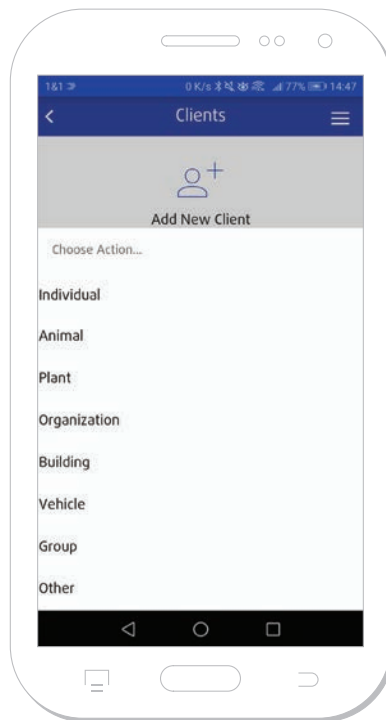 1&1
0 K/s 77% 14:47
Clients
Add New Client
Choose Action...
Individual
Animal
Plant
Organization
Building
Vehicle
Group
Other